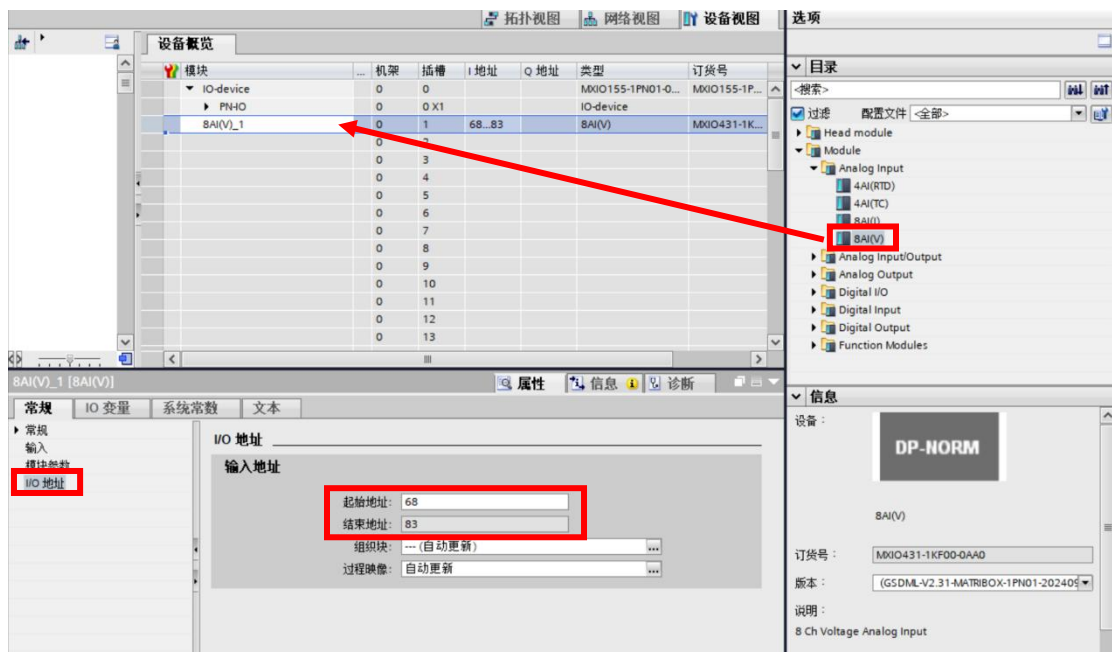 拓扑视图 网络视图 设备视图
设备概览
模块 ... 机架 插槽 I 地址 Q 地址 类型 订货号
IO-device 0 0 MXIO155-1PN01-0... MXIO155-1P...
PN-IO 0 0 X1 IO-device
8AI(V)_1 0 1 68...83 8AI(V) MXIO431-1K...
0 2
0 3
0 4
0 5
0 6
0 7
0 8
0 9
0 10
0 11
0 12
0 13
8AI(V)_1 [8AI(V)]
属性 信息 诊断
常规 IO 变量 系统常数 文本
常规
输入
模块参数
I/O 地址
I/O 地址
输入地址
起始地址: 68
结束地址: 83
组织块: --- (自动更新) ...
过程映像: 自动更新 ...
选项
目录
<搜索>
过滤 配置文件 <全部>
Head module
Module
Analog Input
4AI(RTD)
4AI(TC)
8AI(I)
8AI(V)
Analog Input/Output
Analog Output
Digital I/O
Digital Input
Digital Output
Function Modules
信息
设备:
DP-NORM
8AI(V)
订货号: MXIO431-1KF00-0AA0
版本: (GSDML-V2.31-MATRIBOX-1PN01-202409
说明:
8 Ch Voltage Analog Input